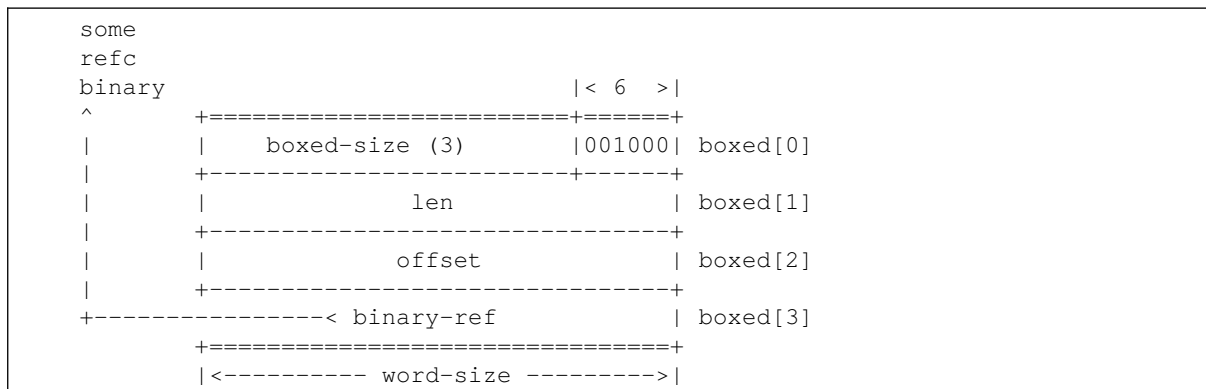 some
refc
binary                            |< 6  >|
^       +=========================+======+
|       |    boxed-size (3)       |001000| boxed[0]
|       +-------------------------+------+
|       |              len               | boxed[1]
|       +--------------------------------+
|       |             offset             | boxed[2]
|       +--------------------------------+
+----------------< binary-ref            | boxed[3]
        +================================+
        |<---------- word-size --------->|